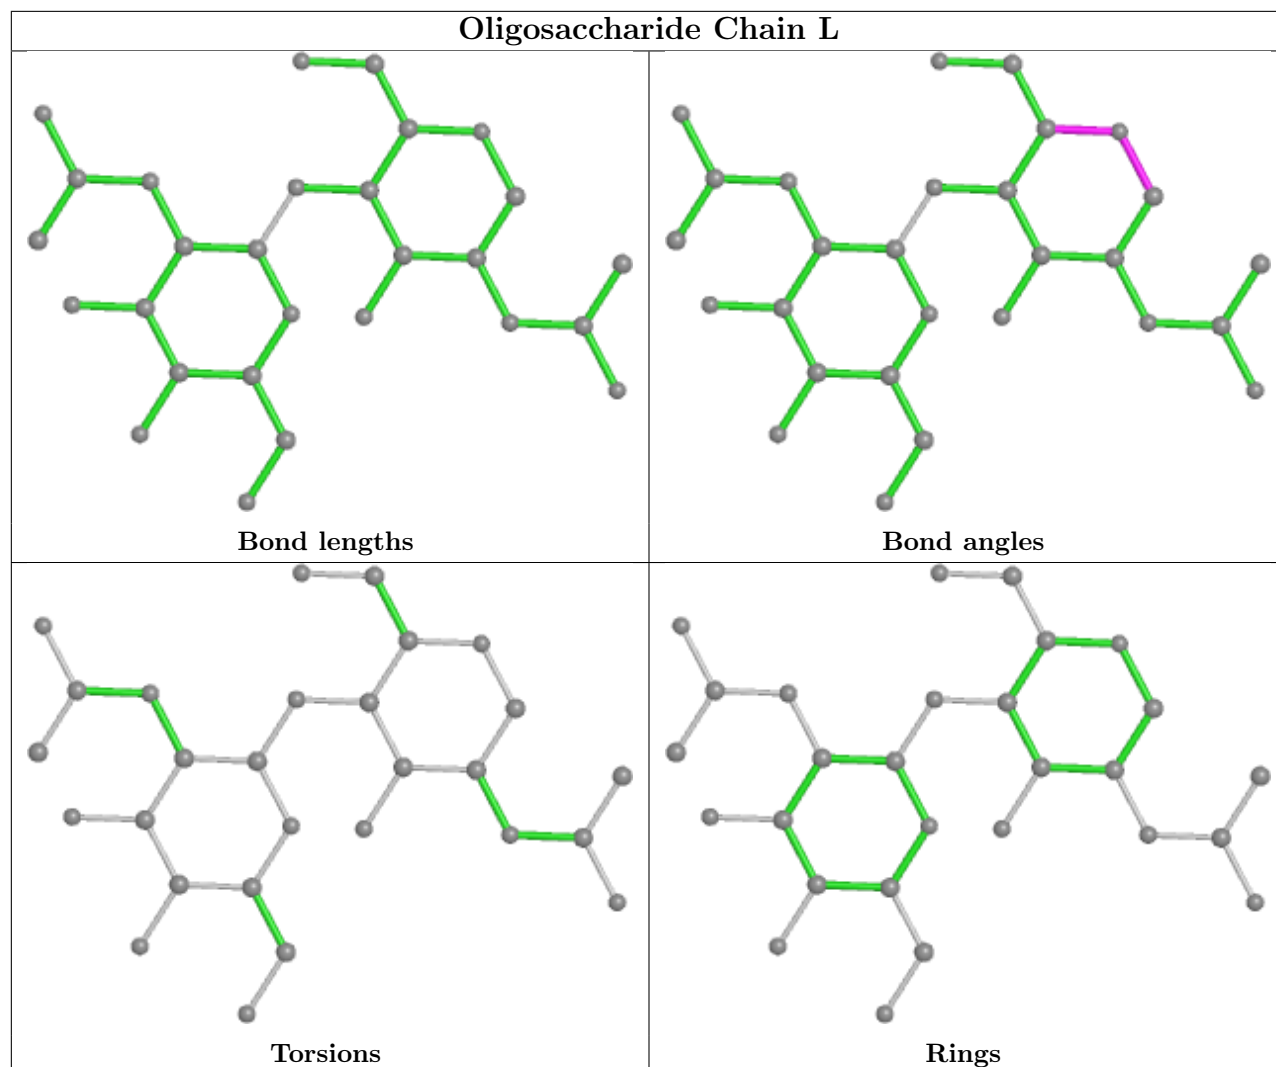 Oligosaccharide Chain L
Bond lengths
Bond angles
Torsions
Rings